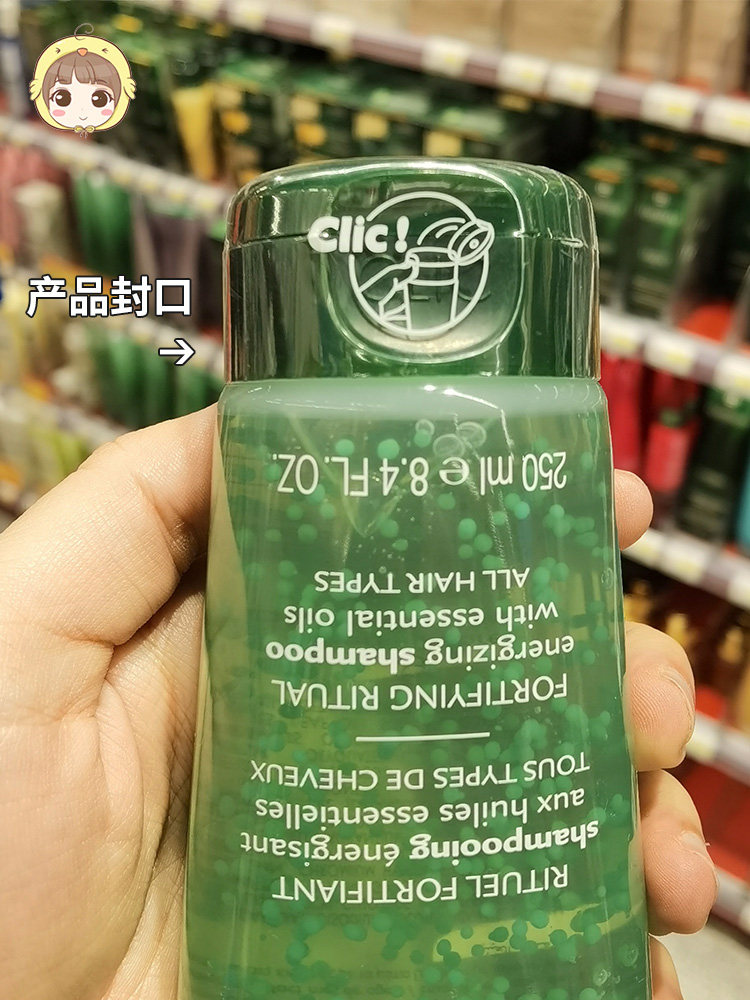 Clic!
产品封口
→
250 ml e 8.4 FL. OZ.
RITUEL FORTIFIANT
shampooing énergisant
aux huiles essentielles
TOUS TYPES DE CHEVEUX
FORTIFYING RITUAL
energizing shampoo
with essential oils
ALL HAIR TYPES